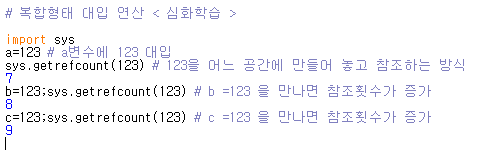 # 복합형태 대입 연산 < 심화학습 >
import sys
a=123 # a변수에 123 대입
sys.getrefcount(123) # 123을 어느 공간에 만들어 놓고 참조하는 방식
7
b=123;sys.getrefcount(123) # b =123 을 만나면 참조횟수가 증가
8
c=123;sys.getrefcount(123) # c =123 을 만나면 참조횟수가 증가
9